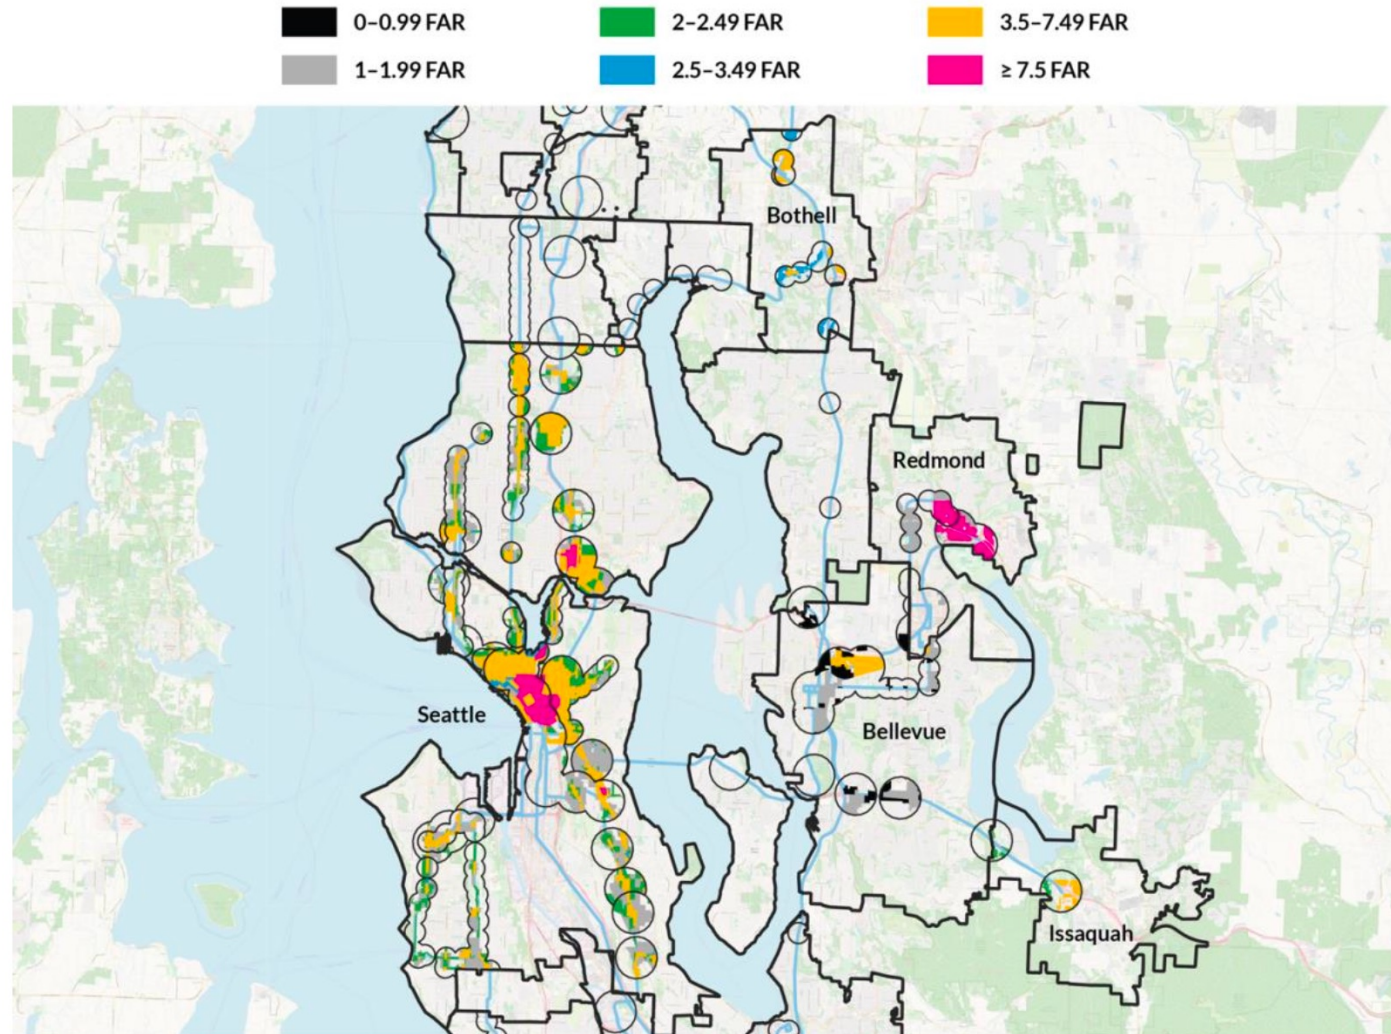 0–0.99 FAR
2–2.49 FAR
3.5–7.49 FAR
1–1.99 FAR
2.5–3.49 FAR
≥ 7.5 FAR
Bothell
Redmond
Seattle
Bellevue
Issaquah